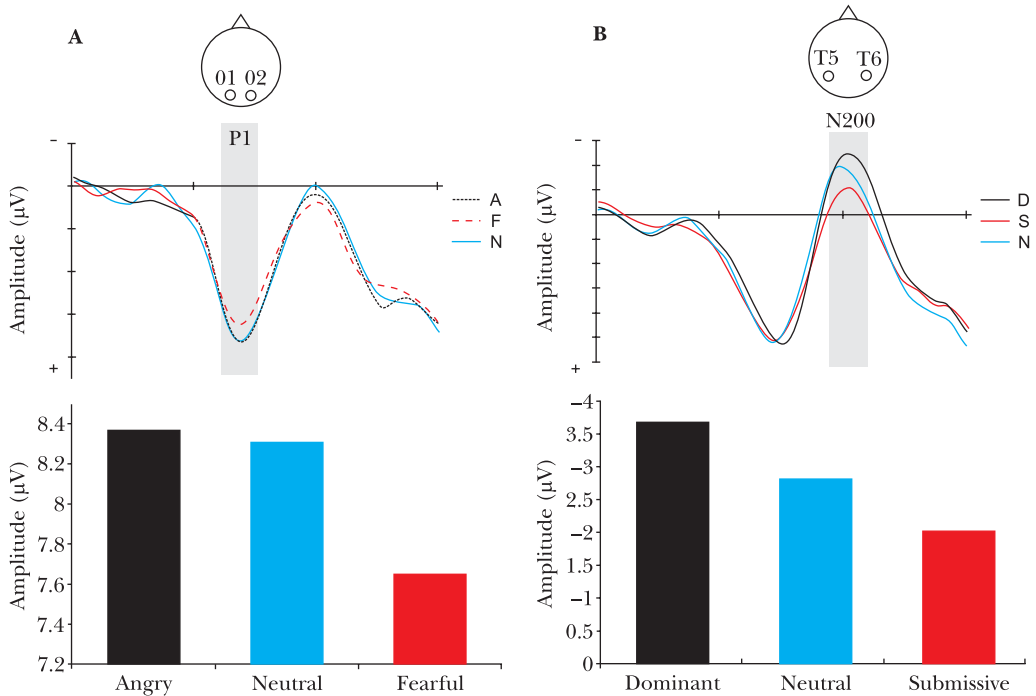 A
01 02
P1
−
Amplitude (μV)
+
A
F
N
8.4
8.2
8
7.8
7.6
7.4
7.2
Amplitude (μV)
Angry Neutral Fearful
B
T5 T6
N200
−
Amplitude (μV)
+
D
S
N
−4
3.5
−3
2.5
−2
1.5
−1
0.5
0
Amplitude (μV)
Dominant Neutral Submissive